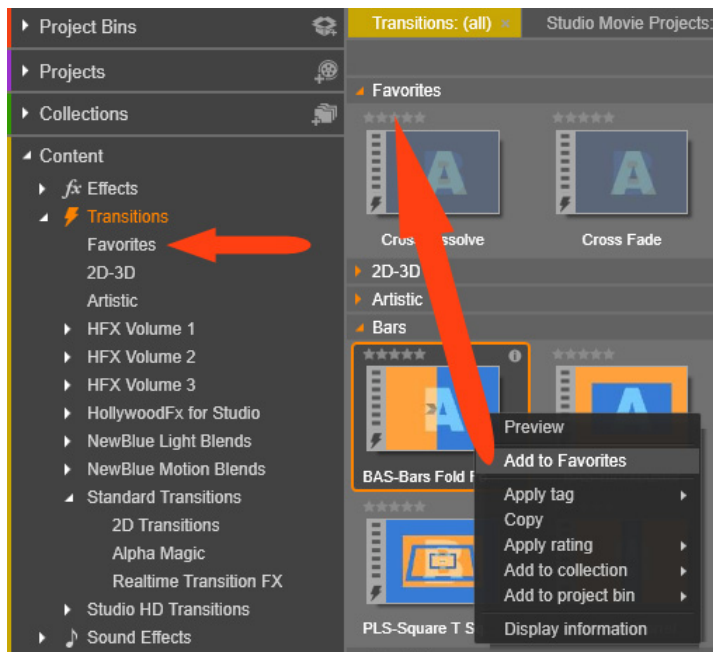 Project Bins
Projects
Collections
Content
fx Effects
Transitions
Favorites
2D-3D
Artistic
HFX Volume 1
HFX Volume 2
HFX Volume 3
HollywoodFx for Studio
NewBlue Light Blends
NewBlue Motion Blends
Standard Transitions
2D Transitions
Alpha Magic
Realtime Transition FX
Studio HD Transitions
Sound Effects
Transitions: (all) × Studio Movie Projects:
Favorites
A A
Cross Fade
2D-3D
Artistic
Bars
A A
BAS-Bars Fold
PLS-Square T
Preview
Add to Favorites
Apply tag
Copy
Apply rating
Add to collection
Add to project bin
Display information